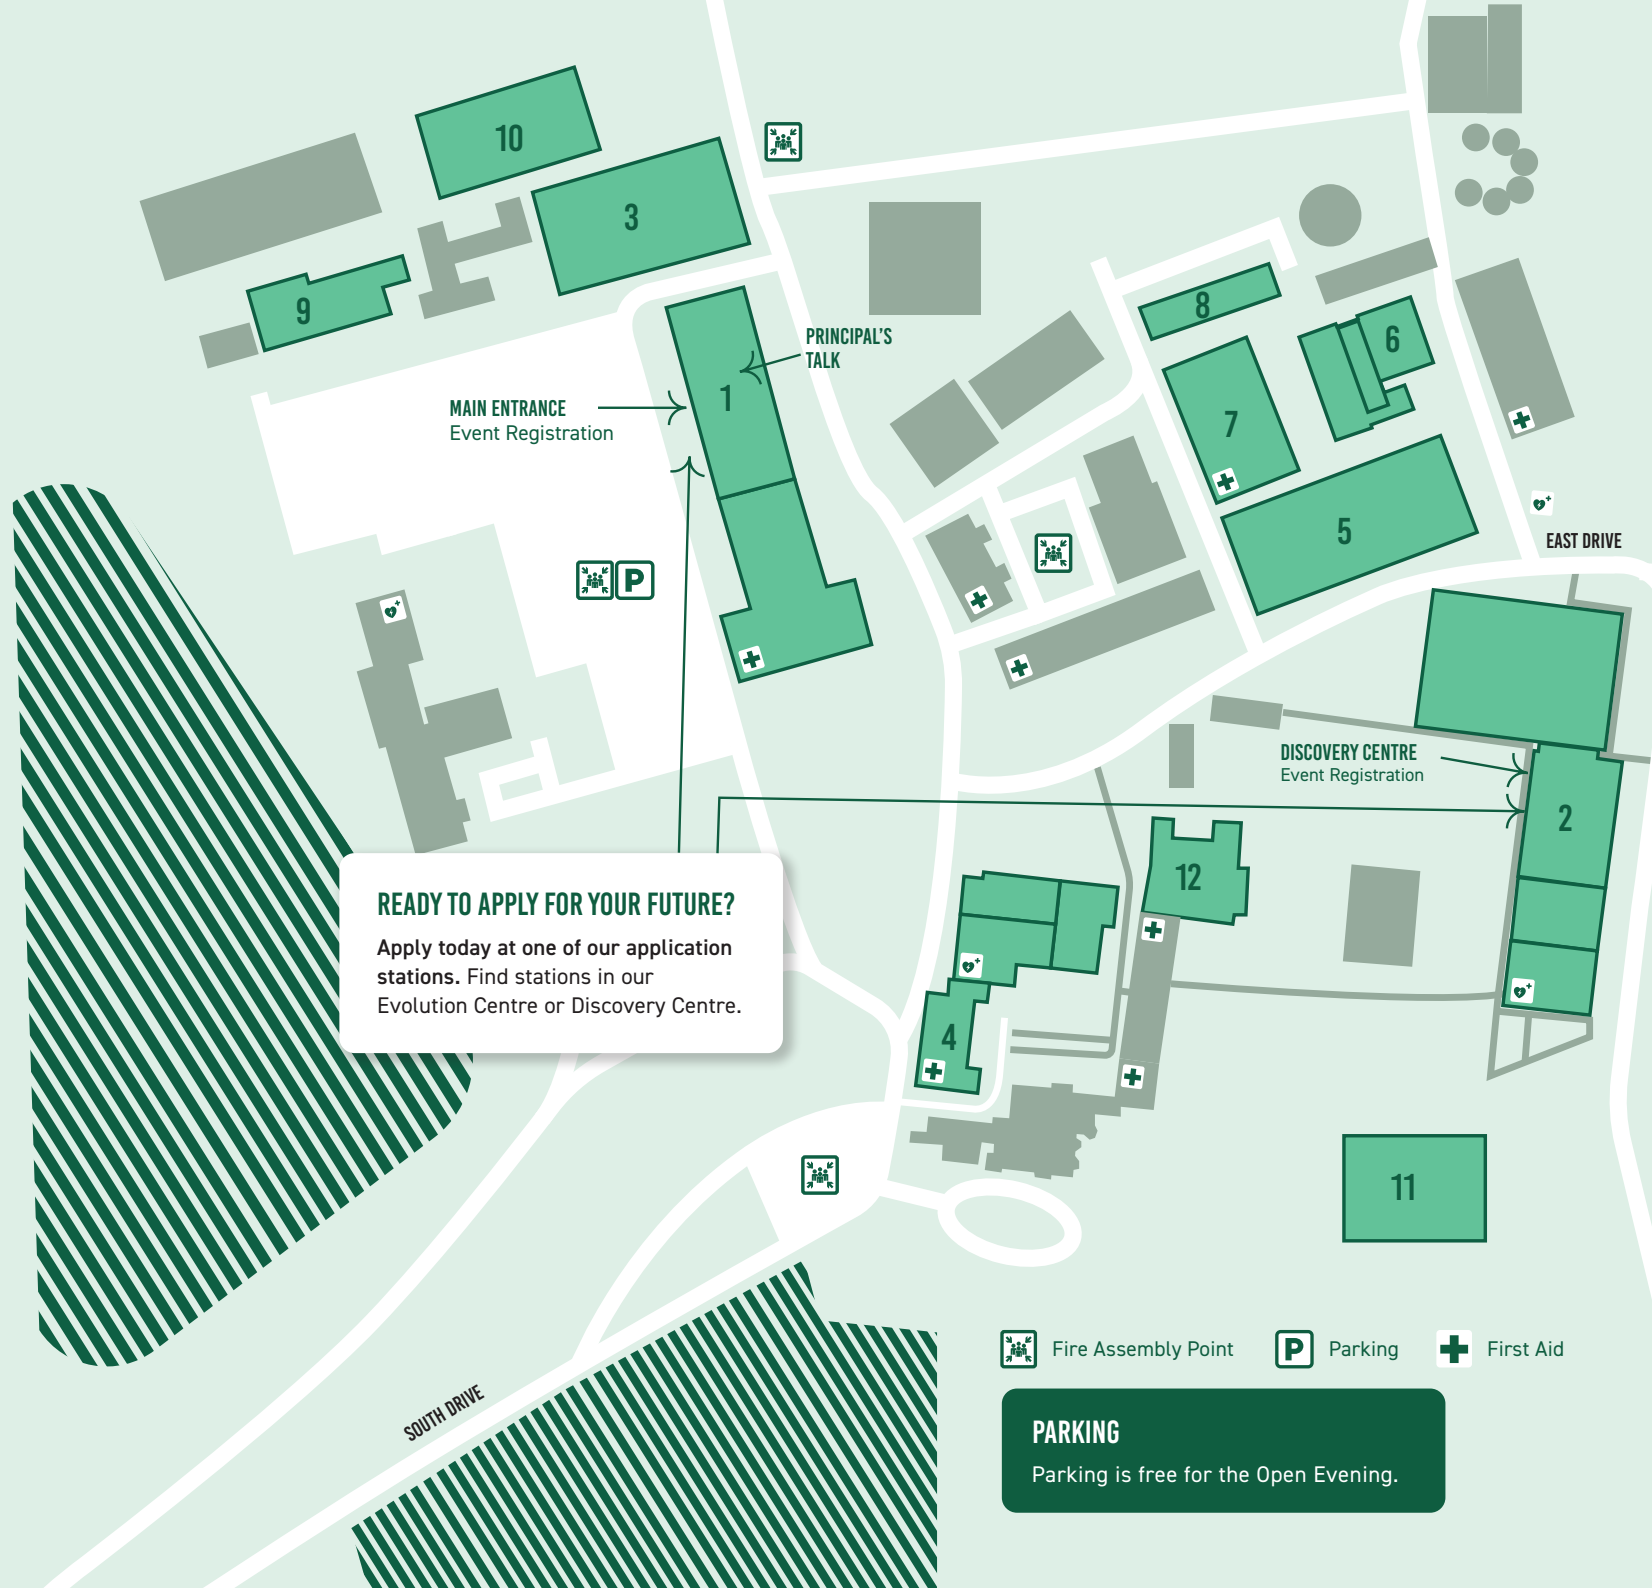 10
3
9
8
6
PRINCIPAL'S
TALK
1
MAIN ENTRANCE
Event Registration
7
5
EAST DRIVE
P
DISCOVERY CENTRE
Event Registration
2
12
READY TO APPLY FOR YOUR FUTURE?
Apply today at one of our application
stations. Find stations in our
Evolution Centre or Discovery Centre.
4
11
SOUTH DRIVE
Fire Assembly Point
P
Parking
First Aid
PARKING
Parking is free for the Open Evening.